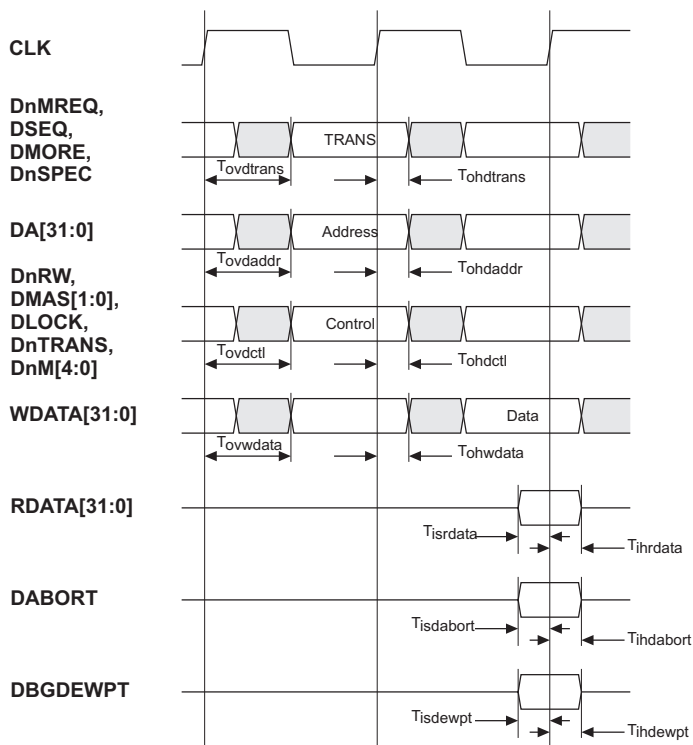 CLK
DnMREQ,
DSEQ,
DMORE,
DnSPEC
TRANS
Tovdtrans
Tohdtrans
DA[31:0]
Address
Tovdaddr
Tohdaddr
DnRW,
DMAS[1:0],
DLOCK,
DnTRANS,
DnM[4:0]
Control
Tovdctl
Tohdctl
WDATA[31:0]
Data
Tovwdata
Tohwdata
RDATA[31:0]
Tisrdata
Tihrdata
DABORT
Tisdabort
Tihdabort
DBGDEWPT
Tisdewpt
Tihdewpt